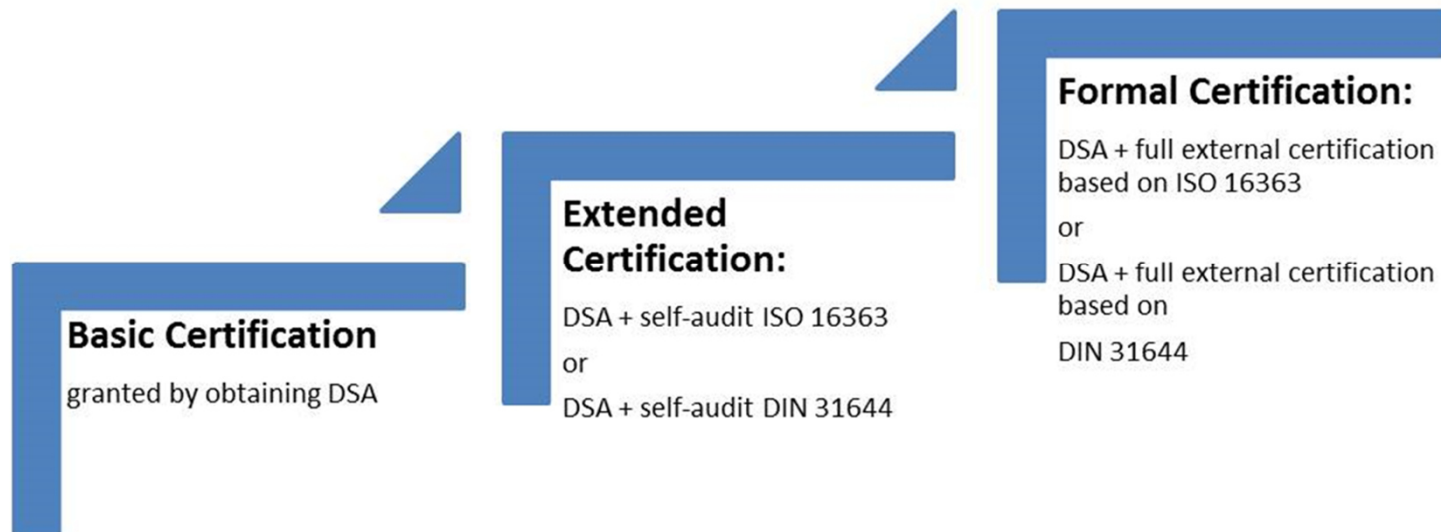 Basic Certification
granted by obtaining DSA
Extended
Certification:
DSA + self-audit ISO 16363
or
DSA + self-audit DIN 31644
Formal Certification:
DSA + full external certification
based on ISO 16363
or
DSA + full external certification
based on
DIN 31644